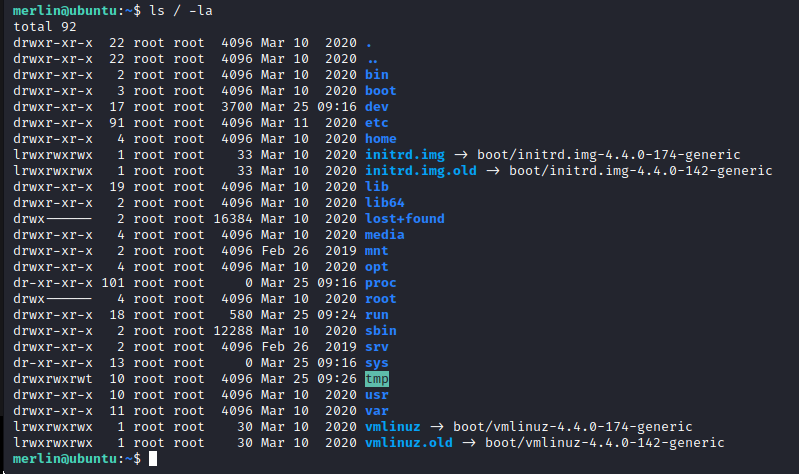 merlin@ubuntu:~$ ls / -la
total 92
drwxr-xr-x  22 root root  4096 Mar 10  2020 .
drwxr-xr-x  22 root root  4096 Mar 10  2020 ..
drwxr-xr-x   2 root root  4096 Mar 10  2020 bin
drwxr-xr-x   3 root root  4096 Mar 10  2020 boot
drwxr-xr-x  17 root root  3700 Mar 25 09:16 dev
drwxr-xr-x  91 root root  4096 Mar 11  2020 etc
drwxr-xr-x   4 root root  4096 Mar 10  2020 home
lrwxrwxrwx   1 root root    33 Mar 10  2020 initrd.img -> boot/initrd.img-4.4.0-174-generic
lrwxrwxrwx   1 root root    33 Mar 10  2020 initrd.img.old -> boot/initrd.img-4.4.0-142-generic
drwxr-xr-x  19 root root  4096 Mar 10  2020 lib
drwxr-xr-x   2 root root  4096 Mar 10  2020 lib64
drwx------   2 root root 16384 Mar 10  2020 lost+found
drwxr-xr-x   4 root root  4096 Mar 10  2020 media
drwxr-xr-x   2 root root  4096 Feb 26  2019 mnt
drwxr-xr-x   4 root root  4096 Mar 10  2020 opt
dr-xr-xr-x 101 root root     0 Mar 25 09:16 proc
drwx------   4 root root  4096 Mar 10  2020 root
drwxr-xr-x  18 root root   580 Mar 25 09:24 run
drwxr-xr-x   2 root root 12288 Mar 10  2020 sbin
drwxr-xr-x   2 root root  4096 Feb 26  2019 srv
dr-xr-xr-x  13 root root     0 Mar 25 09:16 sys
drwxrwxrwt  10 root root  4096 Mar 25 09:26 tmp
drwxr-xr-x  10 root root  4096 Mar 10  2020 usr
drwxr-xr-x  11 root root  4096 Mar 10  2020 var
lrwxrwxrwx   1 root root    30 Mar 10  2020 vmlinuz -> boot/vmlinuz-4.4.0-174-generic
lrwxrwxrwx   1 root root    30 Mar 10  2020 vmlinuz.old -> boot/vmlinuz-4.4.0-142-generic
merlin@ubuntu:~$